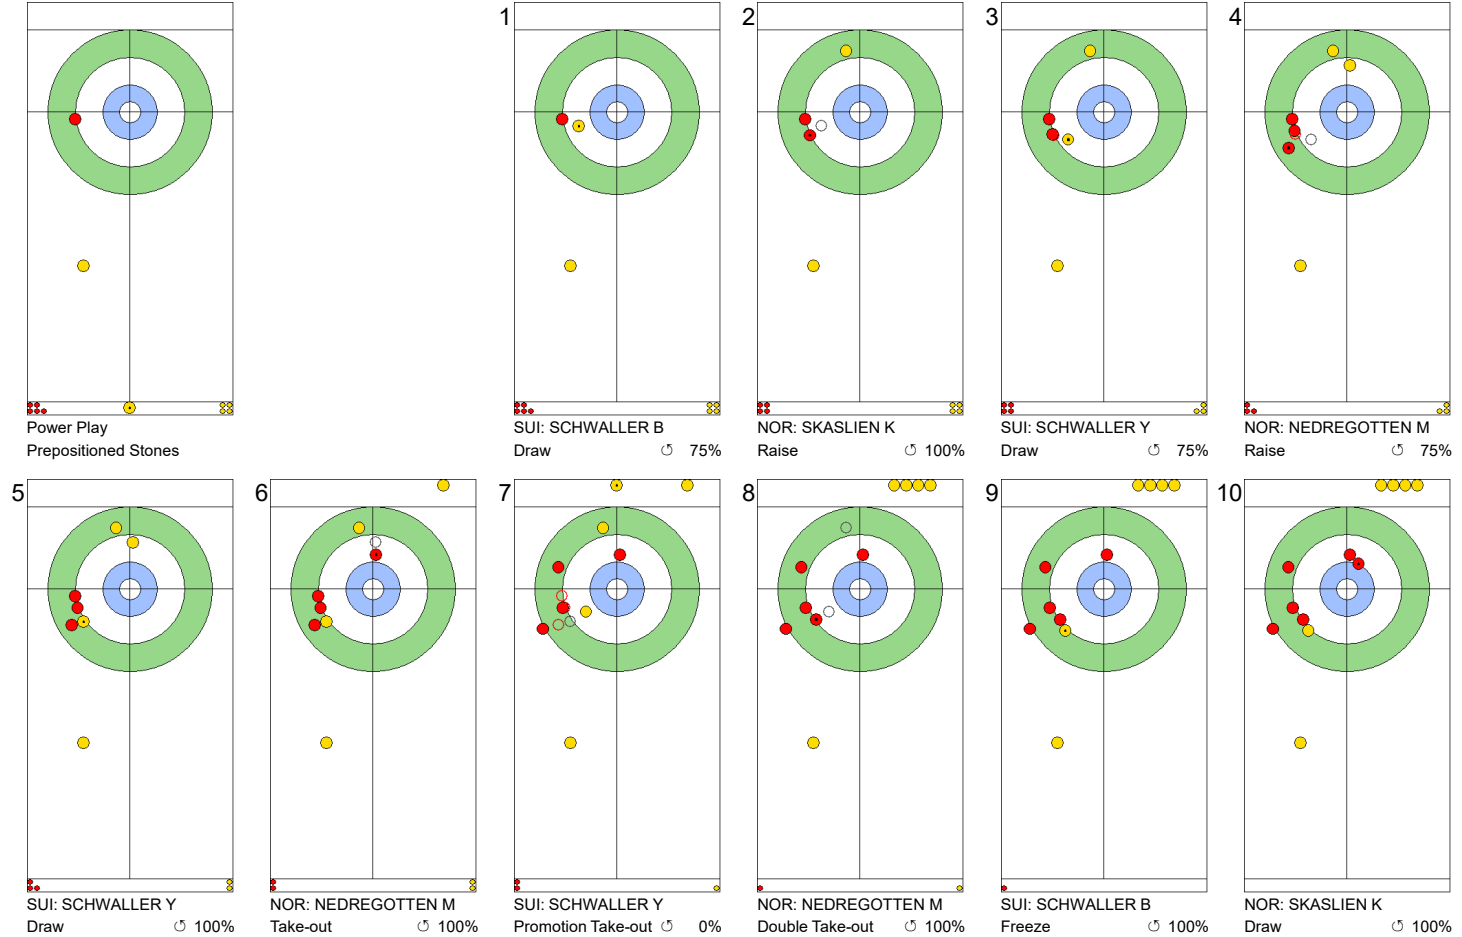 1
2
3
4
Power Play
Prepositioned Stones
SUI: SCHWALLER B
Draw ↺ 75%
NOR: SKASLIEN K
Raise ↺ 100%
SUI: SCHWALLER Y
Draw ↺ 75%
NOR: NEDREGOTTEN M
Raise ↺ 100%
5
6
7
8
9
10
SUI: SCHWALLER Y
Draw ↺ 100%
NOR: NEDREGOTTEN M
Take-out ↺ 100%
SUI: SCHWALLER Y
Promotion Take-out ↺ 0%
NOR: NEDREGOTTEN M
Double Take-out ↺ 100%
SUI: SCHWALLER B
Freeze ↺ 100%
NOR: SKASLIEN K
Draw ↺ 100%